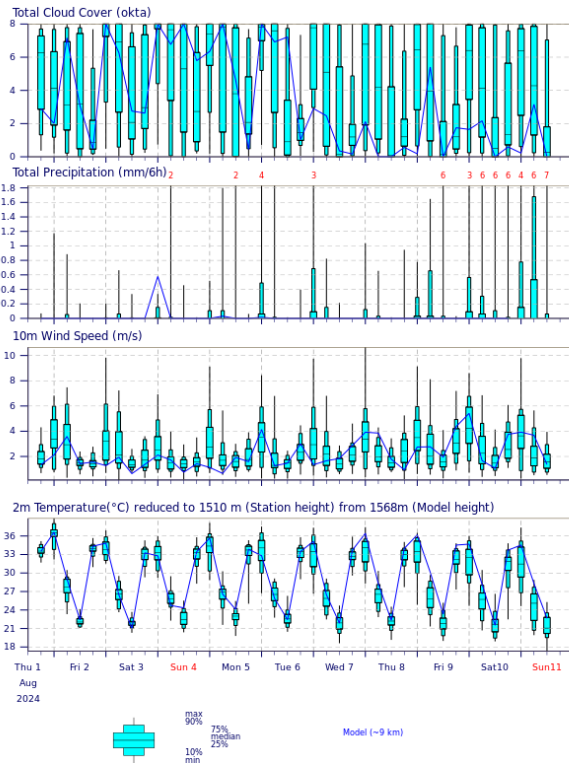 Total Cloud Cover (okta)
8
6
4
2
0
Total Precipitation (mm/6h)
2 2 4 3 6 3 6 6 6 4 6 7
1.8
1.6
1.4
1.2
1
0.8
0.6
0.4
0.2
0
10m Wind Speed (m/s)
10
8
6
4
2
2m Temperature(°C) reduced to 1510 m (Station height) from 1568m (Model height)
36
33
30
27
24
21
18
Thu 1 Fri 2 Sat 3 Sun 4 Mon 5 Tue 6 Wed 7 Thu 8 Fri 9 Sat10 Sun11
Aug
2024
max
90%
75%
median
25%
10%
min
Model (~9 km)